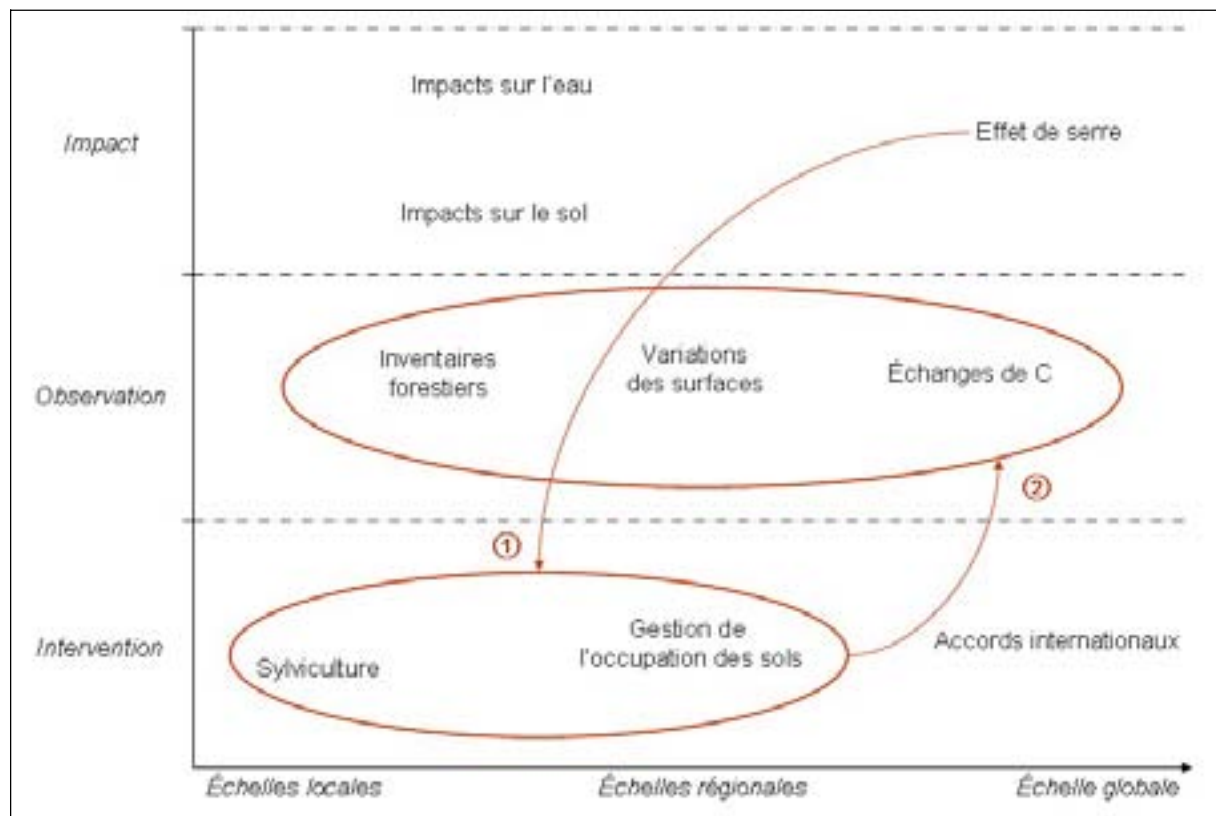 Impact
Impacts sur l'eau
Effet de serre
Impacts sur le sol
Observation
Inventaires
forestiers
Variations
des surfaces
Échanges de C
②
①
Intervention
Sylviculture
Gestion de
l'occupation des sols
Accords internationaux
Échelles locales
Échelles régionales
Échelle globale